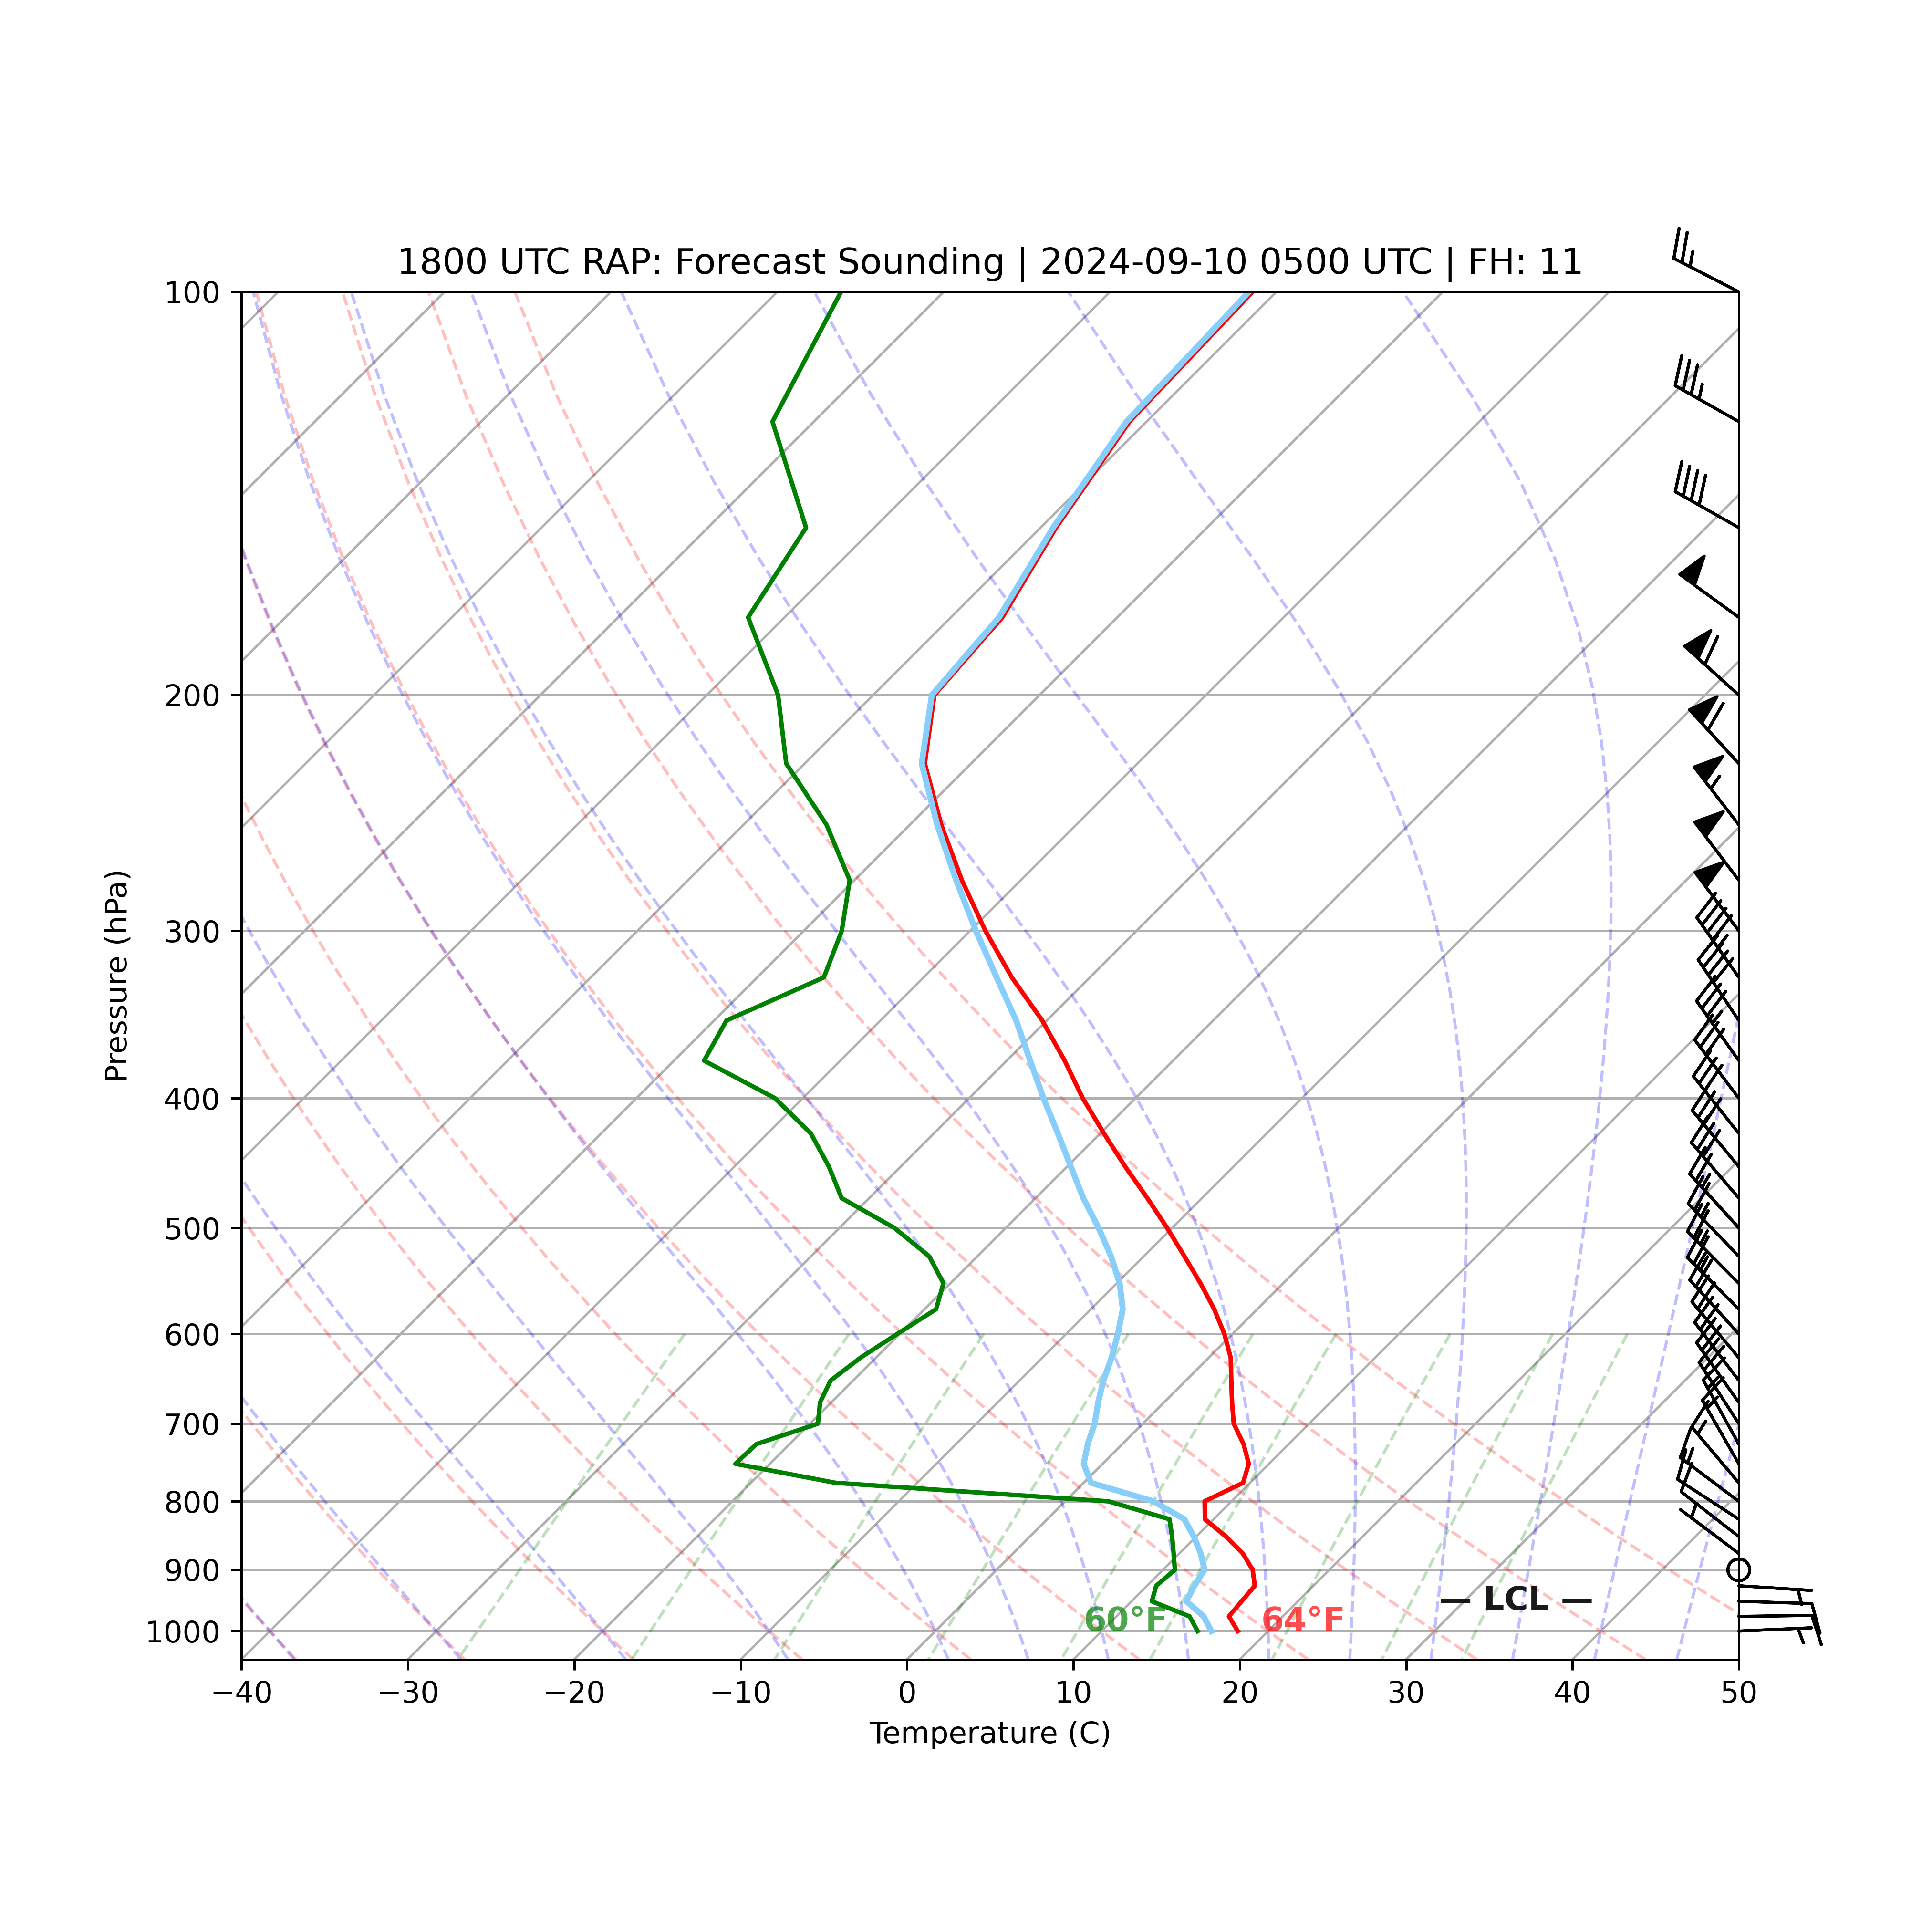 1800 UTC RAP: Forecast Sounding | 2024-09-10 0500 UTC | FH: 11
100
200
300
400
500
600
700
800
900
1000
Pressure (hPa)
— LCL —
60°F 64°F
−40 −30 −20 −10 0 10 20 30 40 50
Temperature (C)